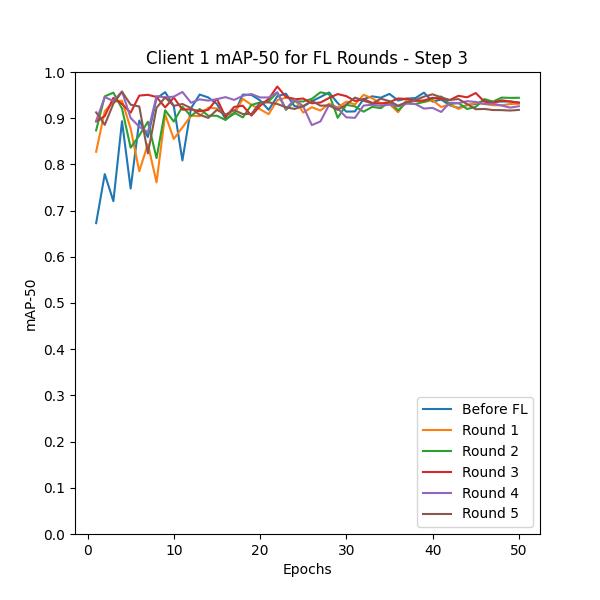 Client 1 mAP-50 for FL Rounds - Step 3
1.0
0.9
0.8
0.7
0.6
0.5
0.4
0.3
0.2
0.1
0.0
mAP-50
0 10 20 30 40 50
Epochs
Before FL
Round 1
Round 2
Round 3
Round 4
Round 5